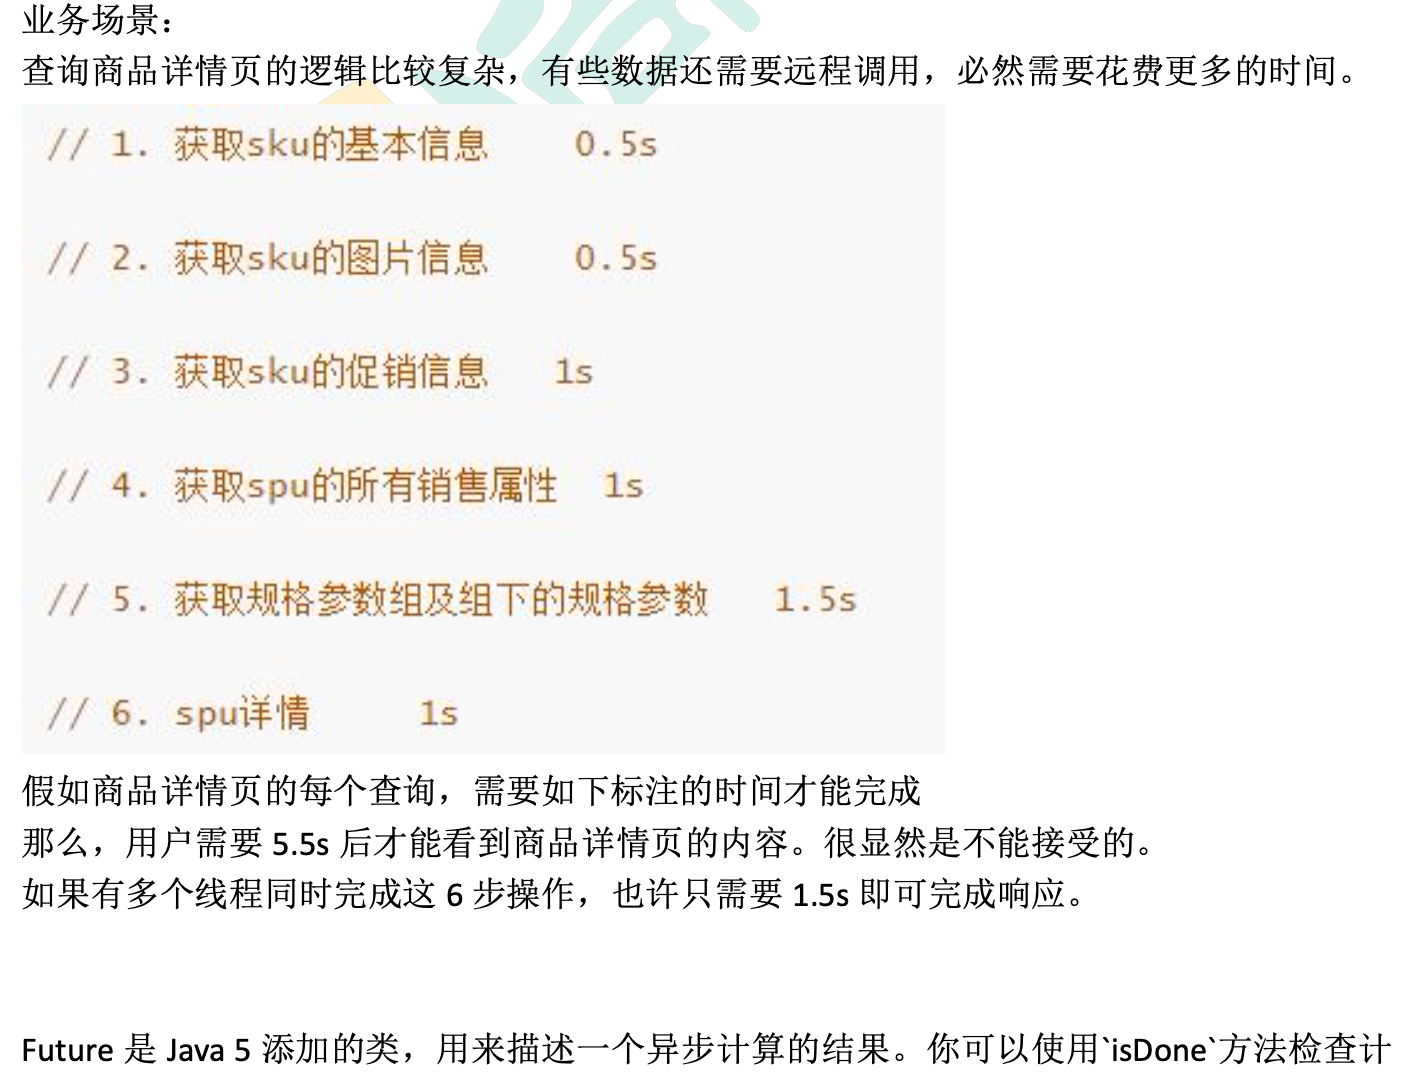 业务场景：
查询商品详情页的逻辑比较复杂，有些数据还需要远程调用，必然需要花费更多的时间。
// 1. 获取sku的基本信息 0.5s
// 2. 获取sku的图片信息 0.5s
// 3. 获取sku的促销信息 1s
// 4. 获取spu的所有销售属性 1s
// 5. 获取规格参数组及组下的规格参数 1.5s
// 6. spu详情 1s
假如商品详情页的每个查询，需要如下标注的时间才能完成
那么，用户需要 5.5s 后才能看到商品详情页的内容。很显然是不能接受的。
如果有多个线程同时完成这 6 步操作，也许只需要 1.5s 即可完成响应。
Future 是 Java 5 添加的类，用来描述一个异步计算的结果。你可以使用`isDone`方法检查计